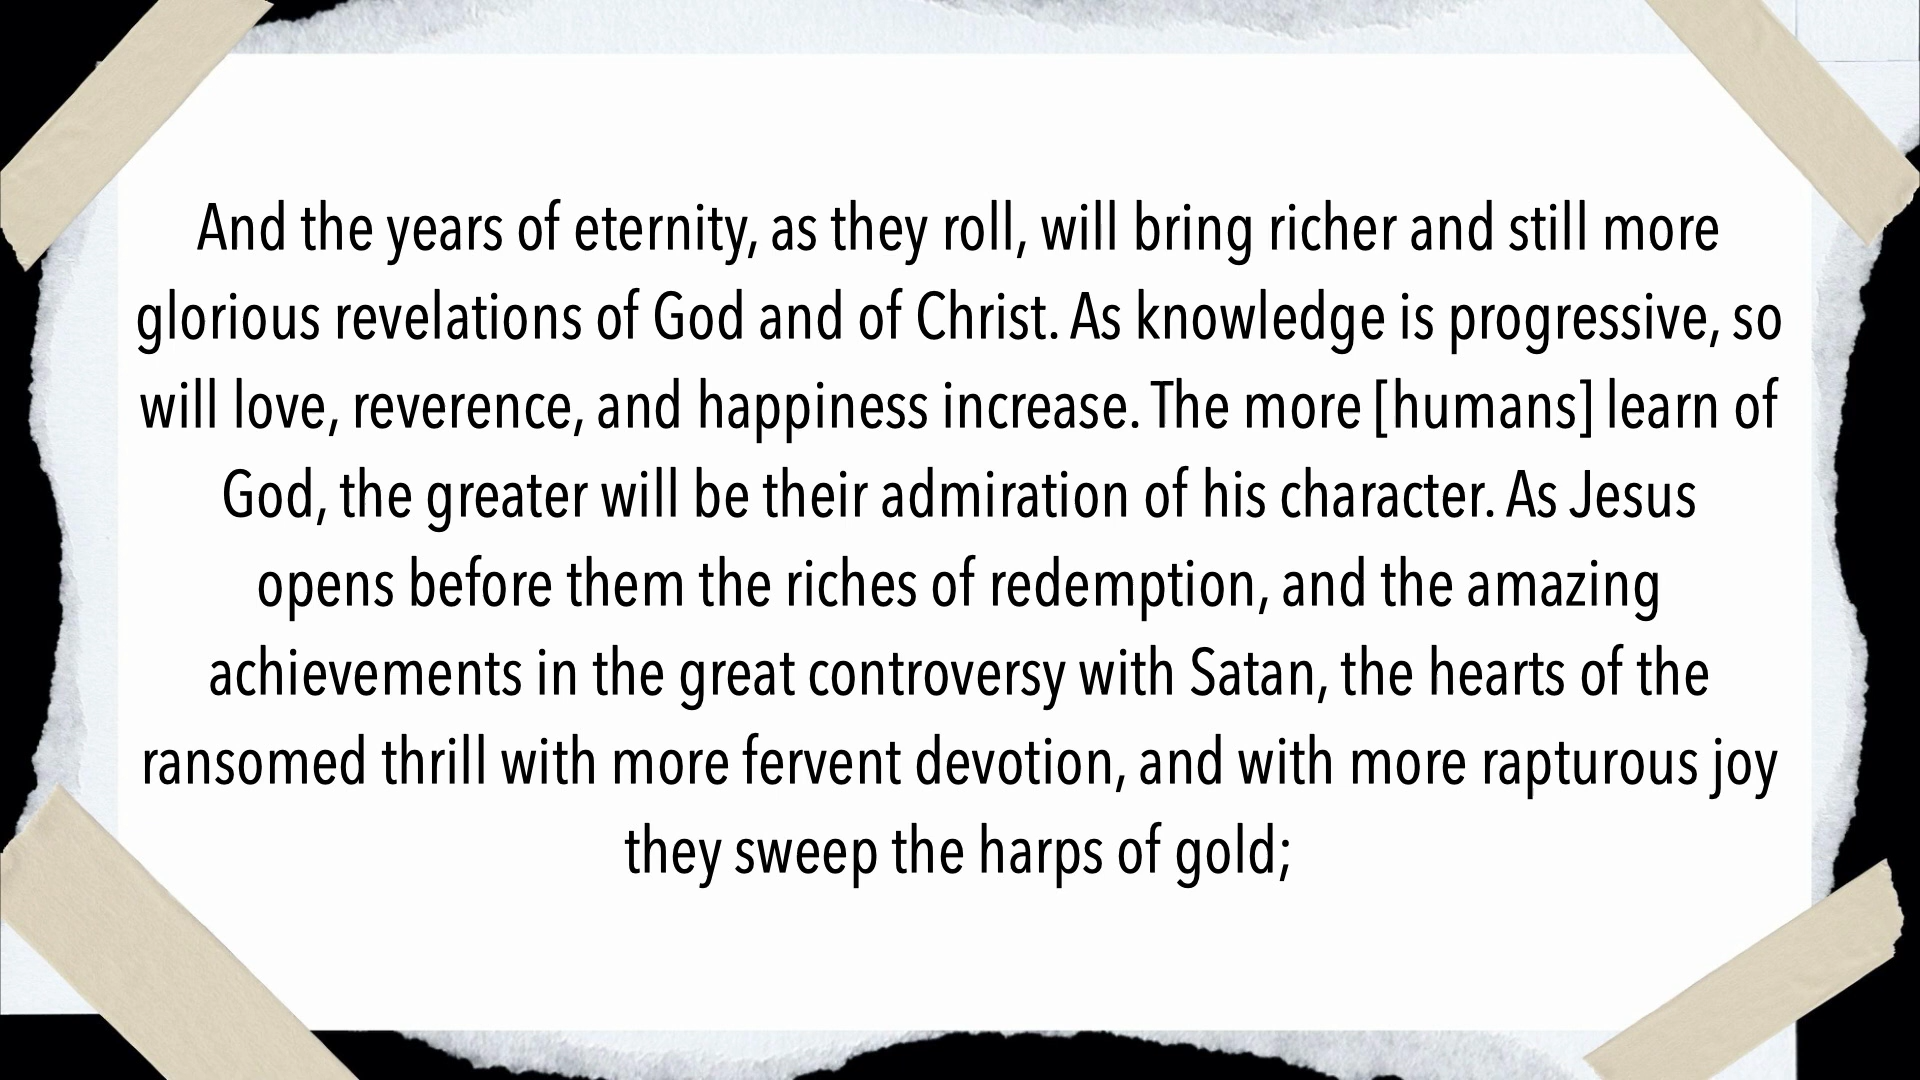 And the years of eternity, as they roll, will bring richer and still more
glorious revelations of God and of Christ. As knowledge is progressive, so
will love, reverence, and happiness increase. The more [humans] learn of
God, the greater will be their admiration of his character. As Jesus
opens before them the riches of redemption, and the amazing
achievements in the great controversy with Satan, the hearts of the
ransomed thrill with more fervent devotion, and with more rapturous joy
they sweep the harps of gold;